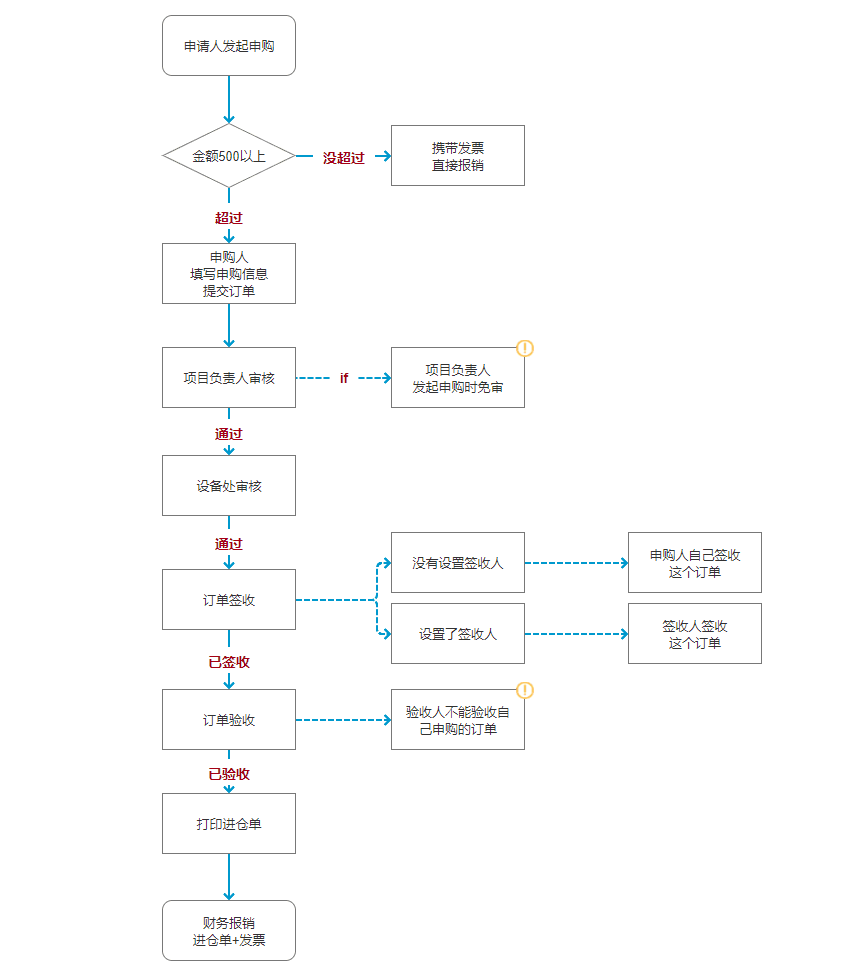 申请人发起申购
金额500以上
没超过
携带发票
直接报销
超过
申购人
填写申购信息
提交订单
项目负责人审核
if
项目负责人
发起申购时免审
!
通过
设备处审核
通过
订单签收
没有设置签收人
申购人自己签收
这个订单
设置了签收人
签收人签收
这个订单
已签收
订单验收
验收人不能验收自
己申购的订单
!
已验收
打印进仓单
财务报销
进仓单+发票